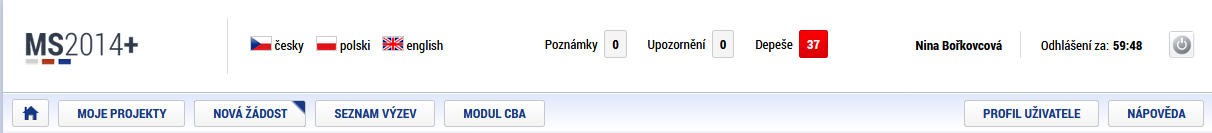 MS2014+ česky polski english Poznámky 0 Upozornění 0 Depeše 37 Nina Bořkovcová Odhlášení za: 59:48
MOJE PROJEKTY NOVÁ ŽÁDOST SEZNAM VÝZEV MODUL CBA PROFIL UŽIVATELE NÁPOVĚDA